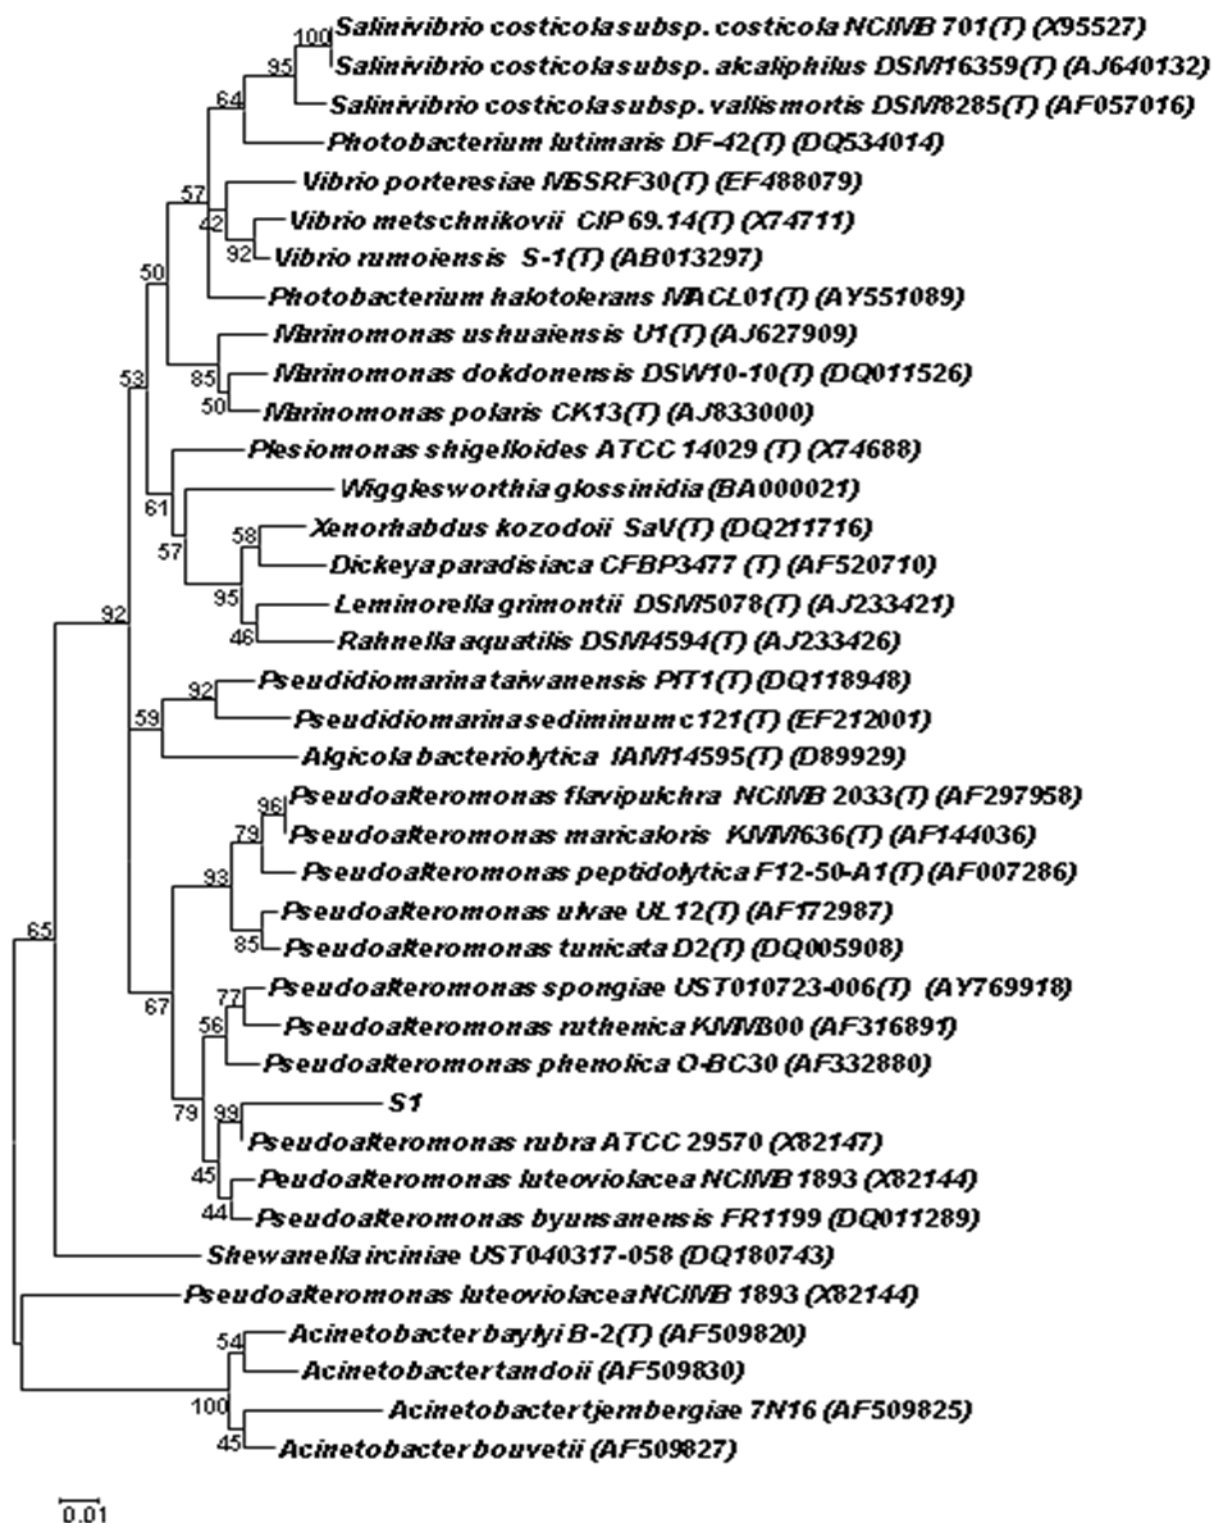 100 Salinivibrio costicola subsp. costicola NCIMB 701(T) (X95527)
95 Salinivibrio costicola subsp. alcaliphilus DSM16359(T) (AJ640132)
64 Salinivibrio costicola subsp. vallismortis DSM8285(T) (AF057016)
Photobacterium lutimaris DF-42(T) (DQ534014)
57 Vibrio porteresiae MSSRF30(T) (EF488079)
42 Vibrio metschnikovii CIP 69.14(T) (X74711)
92 Vibrio rumoiensis S-1(T) (AB013297)
50 Photobacterium halotolerans MACL01(T) (AY551089)
Marinomonas ushuaiensis U1(T) (AJ627909)
53 85 Marinomonas dokdonensis DSW10-10(T) (DQ011526)
50 Marinomonas polaris CK13(T) (AJ833000)
Plesiomonas shigelloides ATCC 14029 (T) (X74688)
61 Wigglesworthia glossinidia (BA000021)
57 58 Xenorhabdus kozodoii SaV(T) (DQ211716)
Dickeya paradisiaca CFBP3477 (T) (AF520710)
92 95 Leminorella grimontii DSM5078(T) (AJ233421)
46 Rahnella aquatilis DSM4594(T) (AJ233426)
92 Pseudidiomarina taiwanensis PIT1(T) (DQ118948)
59 Pseudidiomarina sediminum c121(T) (EF212001)
Algicola bacteriolytica IAM14595(T) (D89929)
96 Pseudoalteromonas flavipulchra NCIMB 2033(T) (AF297958)
79 Pseudoalteromonas maricaloris KMM636(T) (AF144036)
93 Pseudoalteromonas peptidolytica F12-50-A1(T) (AF007286)
Pseudoalteromonas ulvae UL12(T) (AF172987)
65 85 Pseudoalteromonas tunicata D2(T) (DQ005908)
67 77 Pseudoalteromonas spongiae UST010723-006(T) (AY769918)
56 Pseudoalteromonas ruthenica KMM300 (AF316891)
Pseudoalteromonas phenolica O-BC30 (AF332880)
79 99 S1
Pseudoalteromonas rubra ATCC 29570 (X82147)
45 Peudoalteromonas luteoviolacea NCIMB 1893 (X82144)
44 Pseudoalteromonas byunsanensis FR1199 (DQ011289)
Shewanella irciniae UST040317-058 (DQ180743)
Pseudoalteromonas luteoviolacea NCIMB 1893 (X82144)
54 Acinetobacter baylyi B-2(T) (AF509820)
Acinetobacter tandoii (AF509830)
100 Acinetobacter tjernbergiae 7N16 (AF509825)
45 Acinetobacter bouvetii (AF509827)
0.01